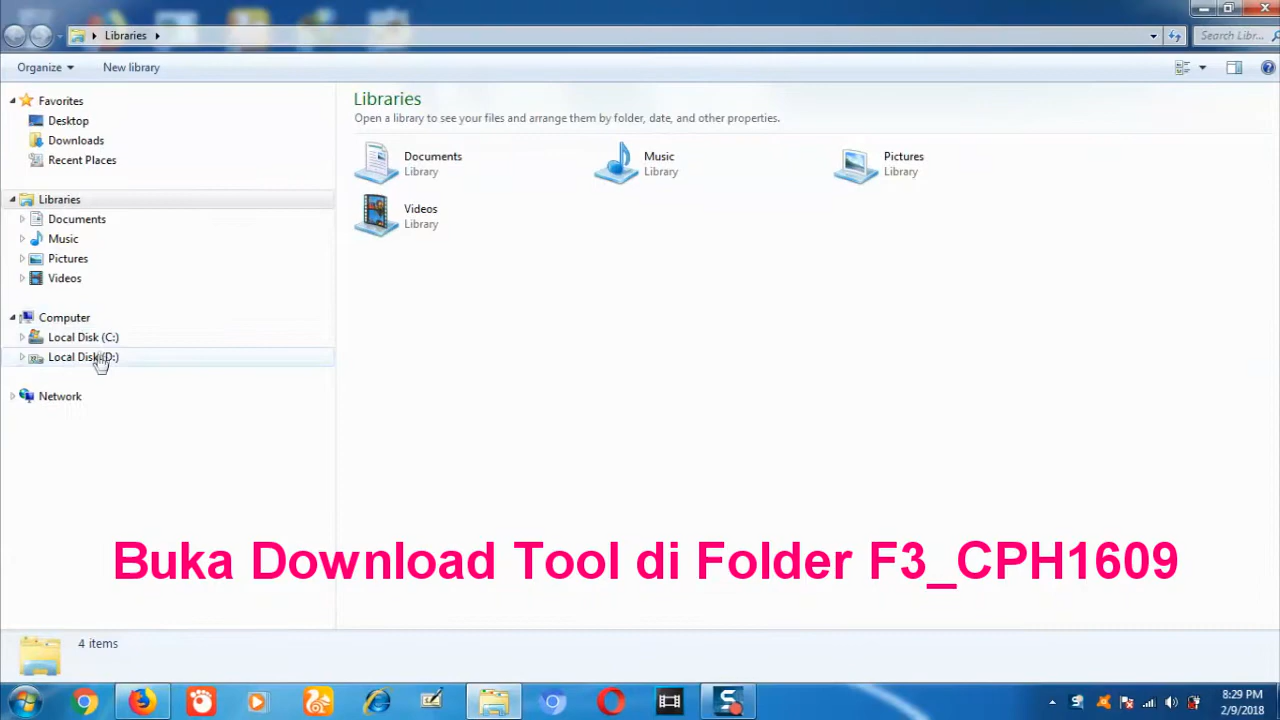 Libraries
Search Libr...
Organize
New library
Favorites
Desktop
Downloads
Recent Places
Libraries
Documents
Music
Pictures
Videos
Computer
Local Disk (C:)
Local Disk (D:)
Network
Libraries
Open a library to see your files and arrange them by folder, date, and other properties.
Documents
Library
Music
Library
Pictures
Library
Videos
Library
Buka Download Tool di Folder F3_CPH1609
4 items
8:29 PM
2/9/2018